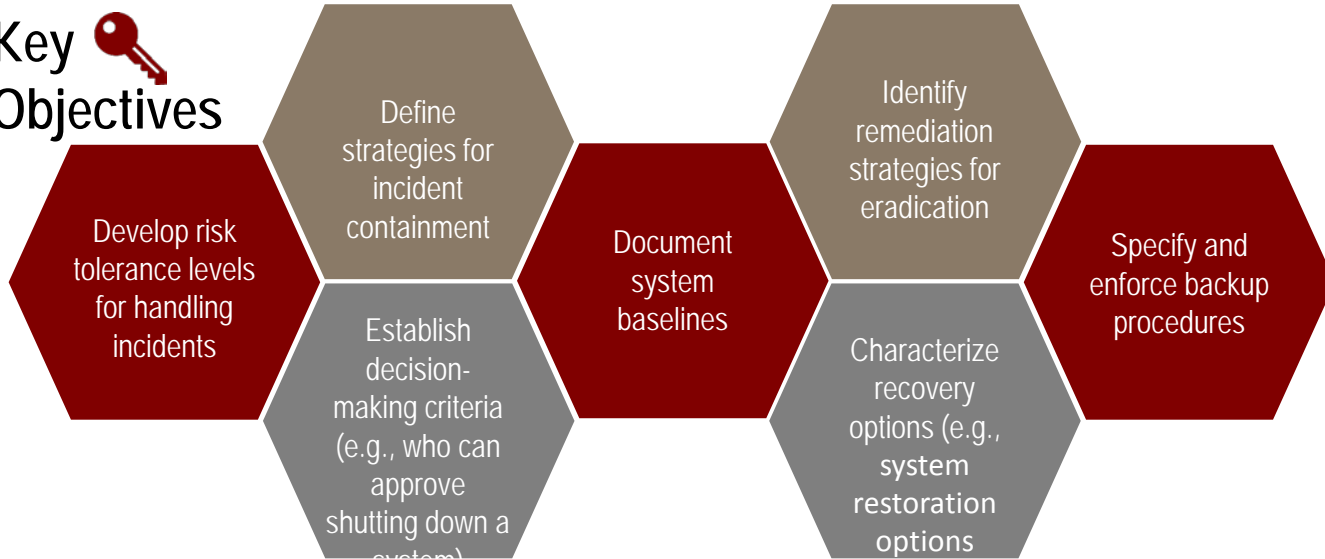 Key
Objectives
Develop risk
tolerance levels
for handling
incidents
Define
strategies for
incident
containment
Establish
decision-
making criteria
(e.g., who can
approve
shutting down a
system)
Document
system
baselines
Identify
remediation
strategies for
eradication
Characterize
recovery
options (e.g.,
system
restoration
options
Specify and
enforce backup
procedures